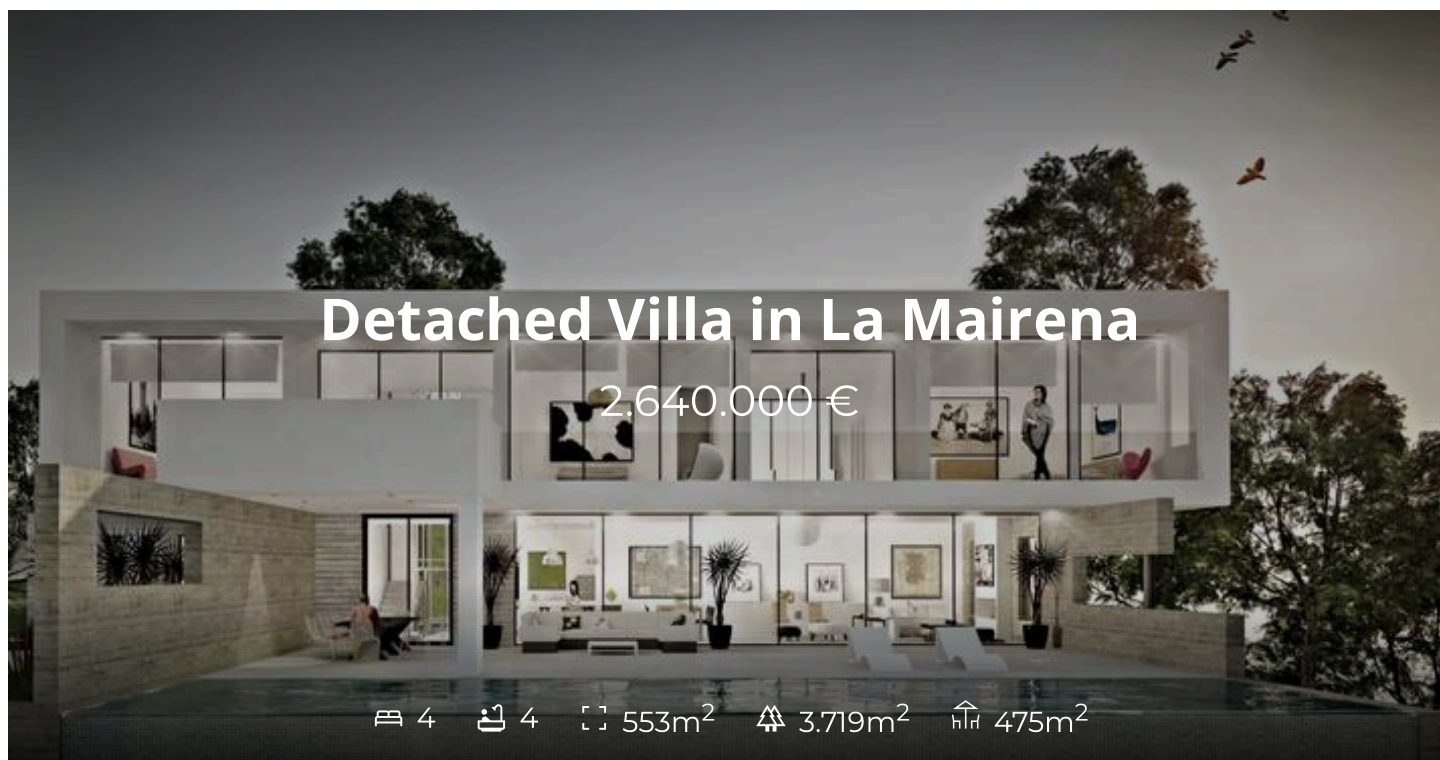 Detached Villa in La Mairena
2.640.000 €
4 4 553m² 3.719m² 475m²